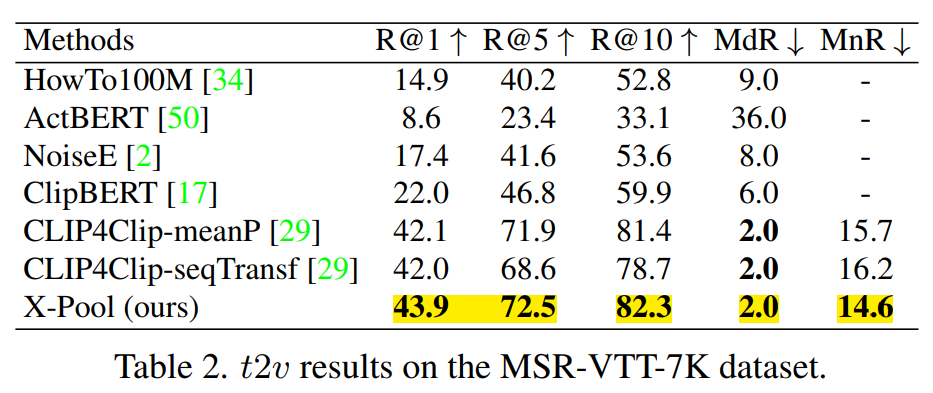 Methods R@1 ↑ R@5 ↑ R@10 ↑ MdR ↓ MnR ↓
HowTo100M [34] 14.9 40.2 52.8 9.0 -
ActBERT [50] 8.6 23.4 33.1 36.0 -
NoiseE [2] 17.4 41.6 53.6 8.0 -
ClipBERT [17] 22.0 46.8 59.9 6.0 -
CLIP4Clip-meanP [29] 42.1 71.9 81.4 2.0 15.7
CLIP4Clip-seqTransf [29] 42.0 68.6 78.7 2.0 16.2
X-Pool (ours) 43.9 72.5 82.3 2.0 14.6
Table 2. t2v results on the MSR-VTT-7K dataset.